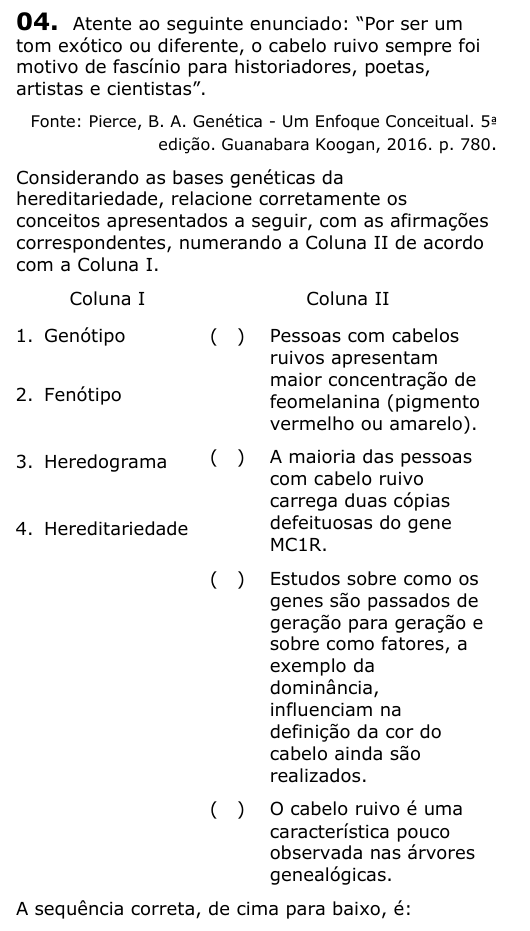 04. Atente ao seguinte enunciado: “Por ser um
tom exótico ou diferente, o cabelo ruivo sempre foi
motivo de fascínio para historiadores, poetas,
artistas e cientistas”.
Fonte: Pierce, B. A. Genética - Um Enfoque Conceitual. 5ª
edição. Guanabara Koogan, 2016. p. 780.
Considerando as bases genéticas da
hereditariedade, relacione corretamente os
conceitos apresentados a seguir, com as afirmações
correspondentes, numerando a Coluna II de acordo
com a Coluna I.
Coluna I
1. Genótipo
2. Fenótipo
3. Heredograma
4. Hereditariedade
Coluna II
( ) Pessoas com cabelos
ruivos apresentam
maior concentração de
feomelanina (pigmento
vermelho ou amarelo).
( ) A maioria das pessoas
com cabelo ruivo
carrega duas cópias
defeituosas do gene
MC1R.
( ) Estudos sobre como os
genes são passados de
geração para geração e
sobre como fatores, a
exemplo da
dominância,
influenciam na
definição da cor do
cabelo ainda são
realizados.
( ) O cabelo ruivo é uma
característica pouco
observada nas árvores
genealógicas.
A sequência correta, de cima para baixo, é: